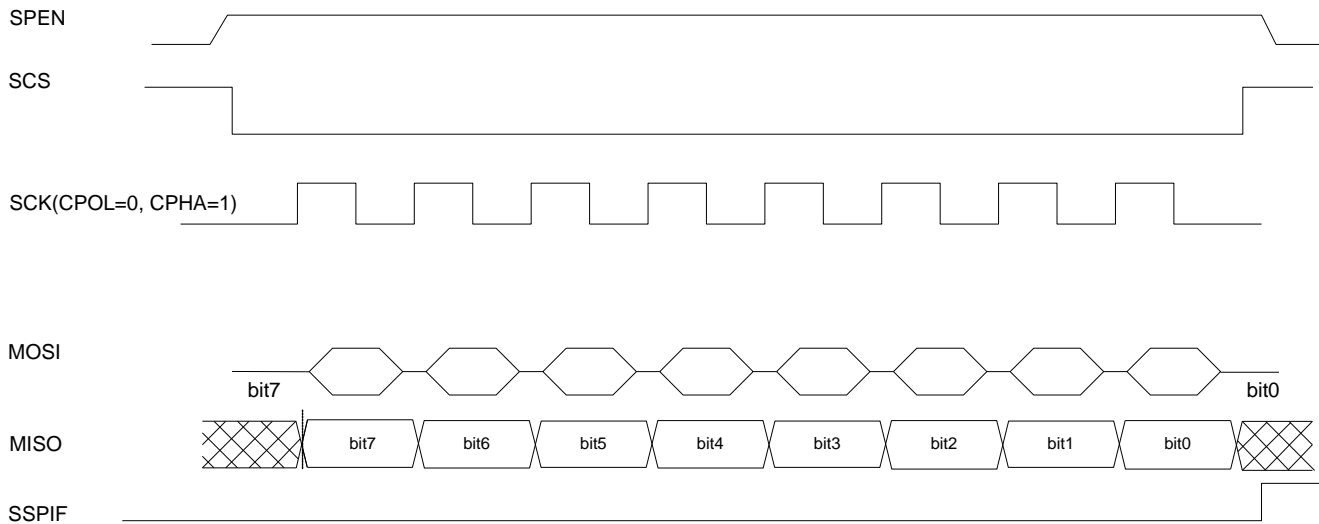 SPEN
SCS
SCK(CPOL=0, CPHA=1)
MOSI
bit7 bit0
MISO bit7 bit6 bit5 bit4 bit3 bit2 bit1 bit0
SSPIF